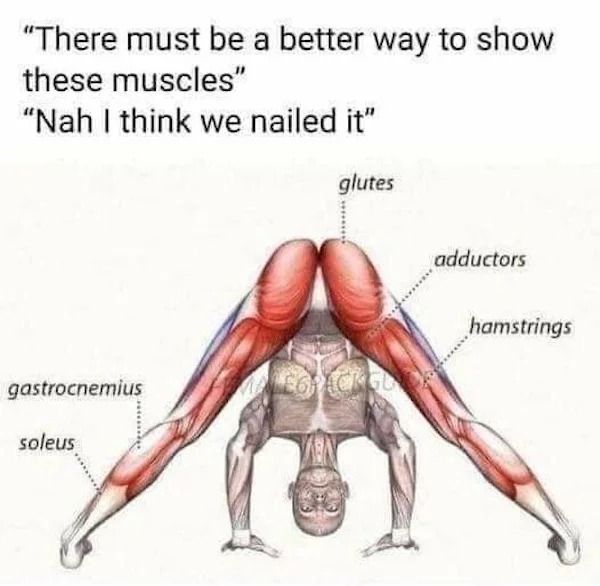 “There must be a better way to show
these muscles”
“Nah I think we nailed it”
glutes
adductors
hamstrings
gastrocnemius
soleus